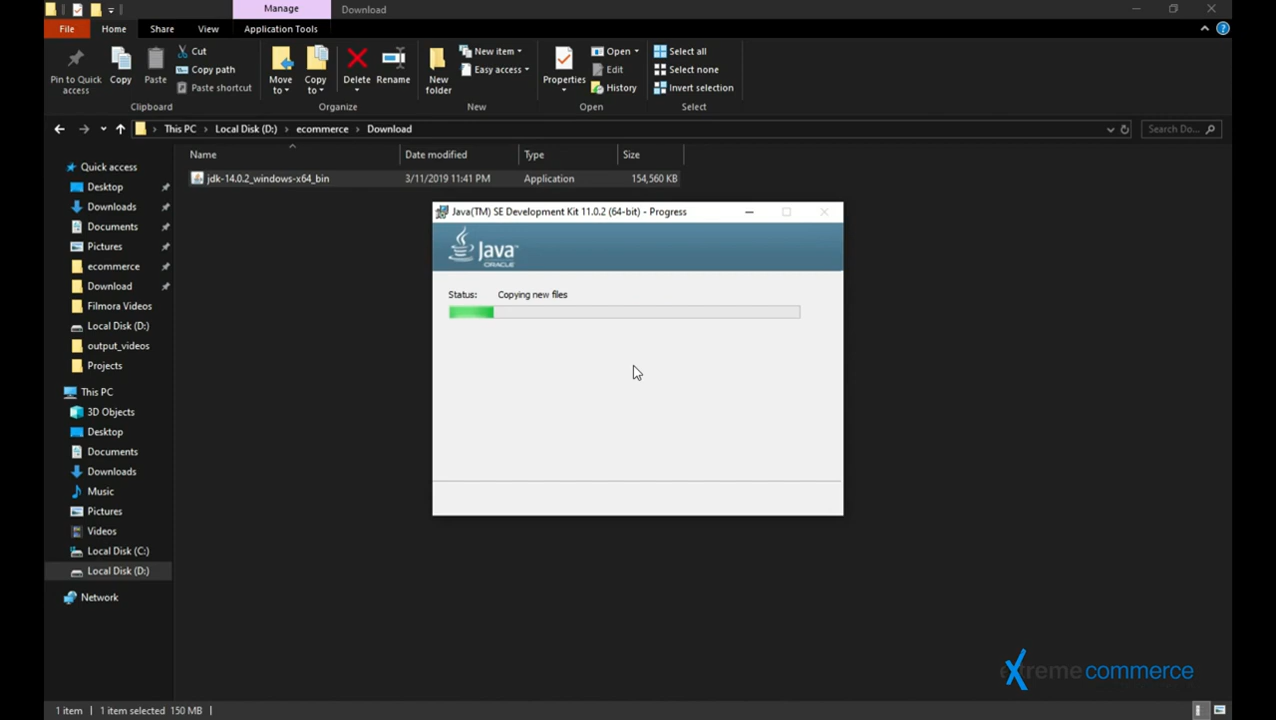 Manage
Download
File
Home
Share
View
Application Tools
Pin to Quick access
Copy
Paste
Cut
Copy path
Paste shortcut
Clipboard
Move to
Copy to
Delete
Rename
Organize
New folder
New item
Easy access
New
Properties
Open
Edit
History
Open
Select all
Select none
Invert selection
Select
This PC > Local Disk (D:) > ecommerce > Download
Search Do...
Name
Date modified
Type
Size
jdk-14.0.2_windows-x64_bin
3/11/2019 11:41 PM
Application
154,560 KB
Quick access
Desktop
Downloads
Documents
Pictures
ecommerce
Download
Filmora Videos
Local Disk (D:)
output_videos
Projects
This PC
3D Objects
Desktop
Documents
Downloads
Music
Pictures
Videos
Local Disk (C:)
Local Disk (D:)
Network
Java(TM) SE Development Kit 11.0.2 (64-bit) - Progress
Java™
ORACLE
Status:
Copying new files
extreme commerce
1 item
1 item selected 150 MB